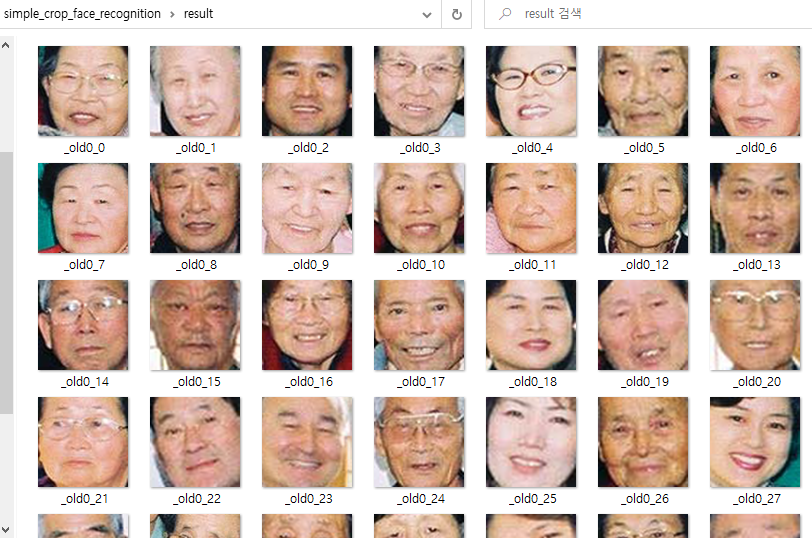 simple_crop_face_recognition > result
result 검색
_old0_0 _old0_1 _old0_2 _old0_3 _old0_4 _old0_5 _old0_6
_old0_7 _old0_8 _old0_9 _old0_10 _old0_11 _old0_12 _old0_13
_old0_14 _old0_15 _old0_16 _old0_17 _old0_18 _old0_19 _old0_20
_old0_21 _old0_22 _old0_23 _old0_24 _old0_25 _old0_26 _old0_27